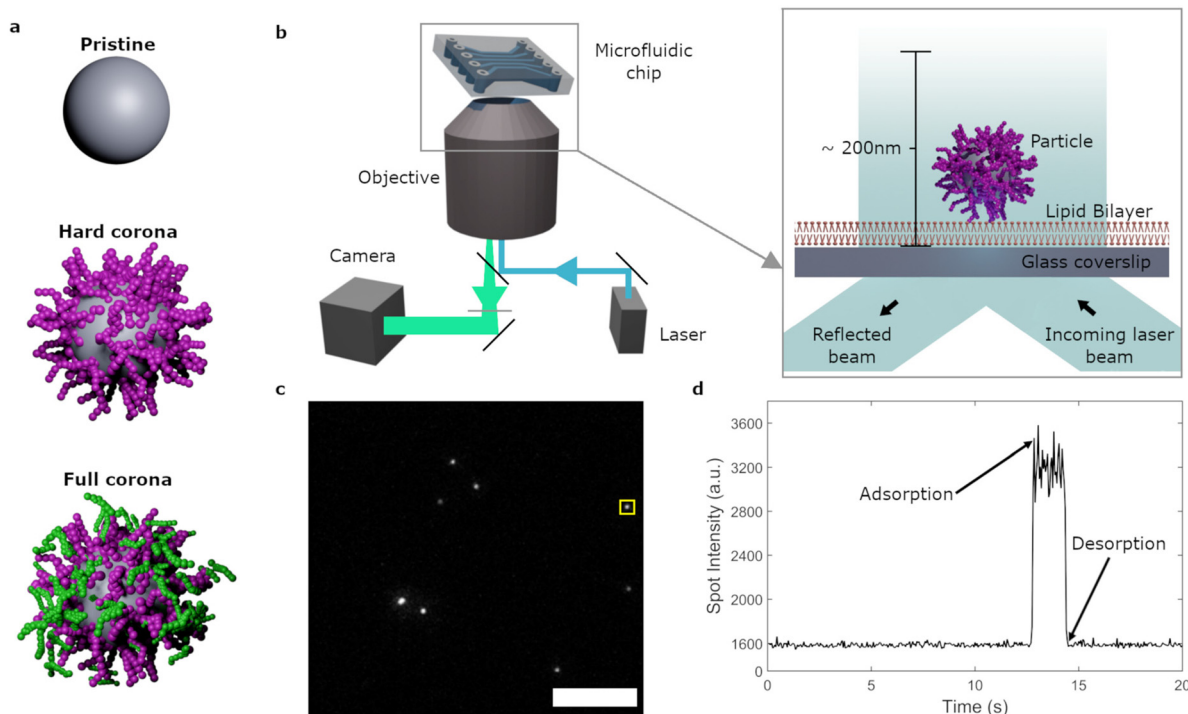 a
Pristine
Hard corona
Full corona
b
Microfluidic
chip
Objective
Camera
Laser
~ 200nm
Particle
Lipid Bilayer
Glass coverslip
Reflected
beam
Incoming laser
beam
c
d
Spot Intensity (a.u.)
3600
3200
2800
2400
2000
1600
0
Adsorption
Desorption
0
5
10
15
20
Time (s)